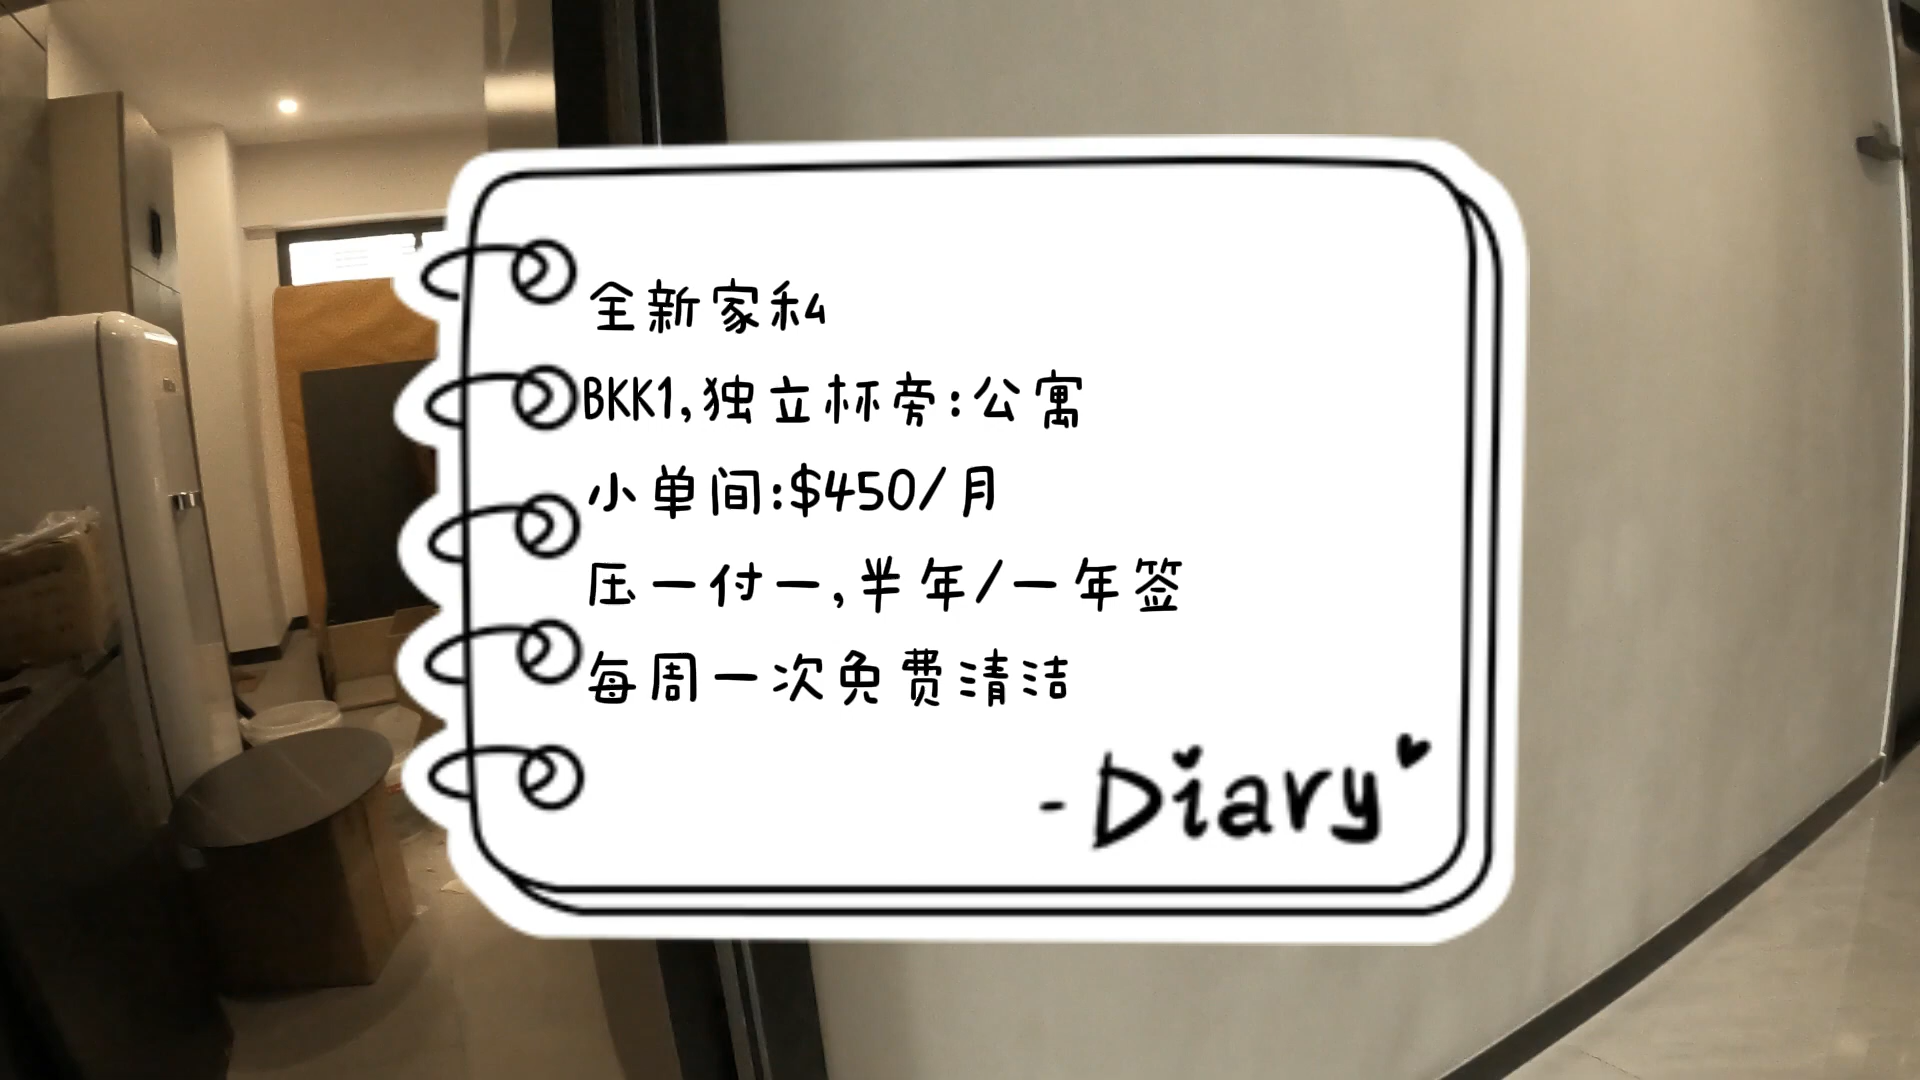 全新家私
BKK1,独立杯旁:公寓
小单间:$450/月
压一付一,半年/一年签
每周一次免费清洁
-Diary